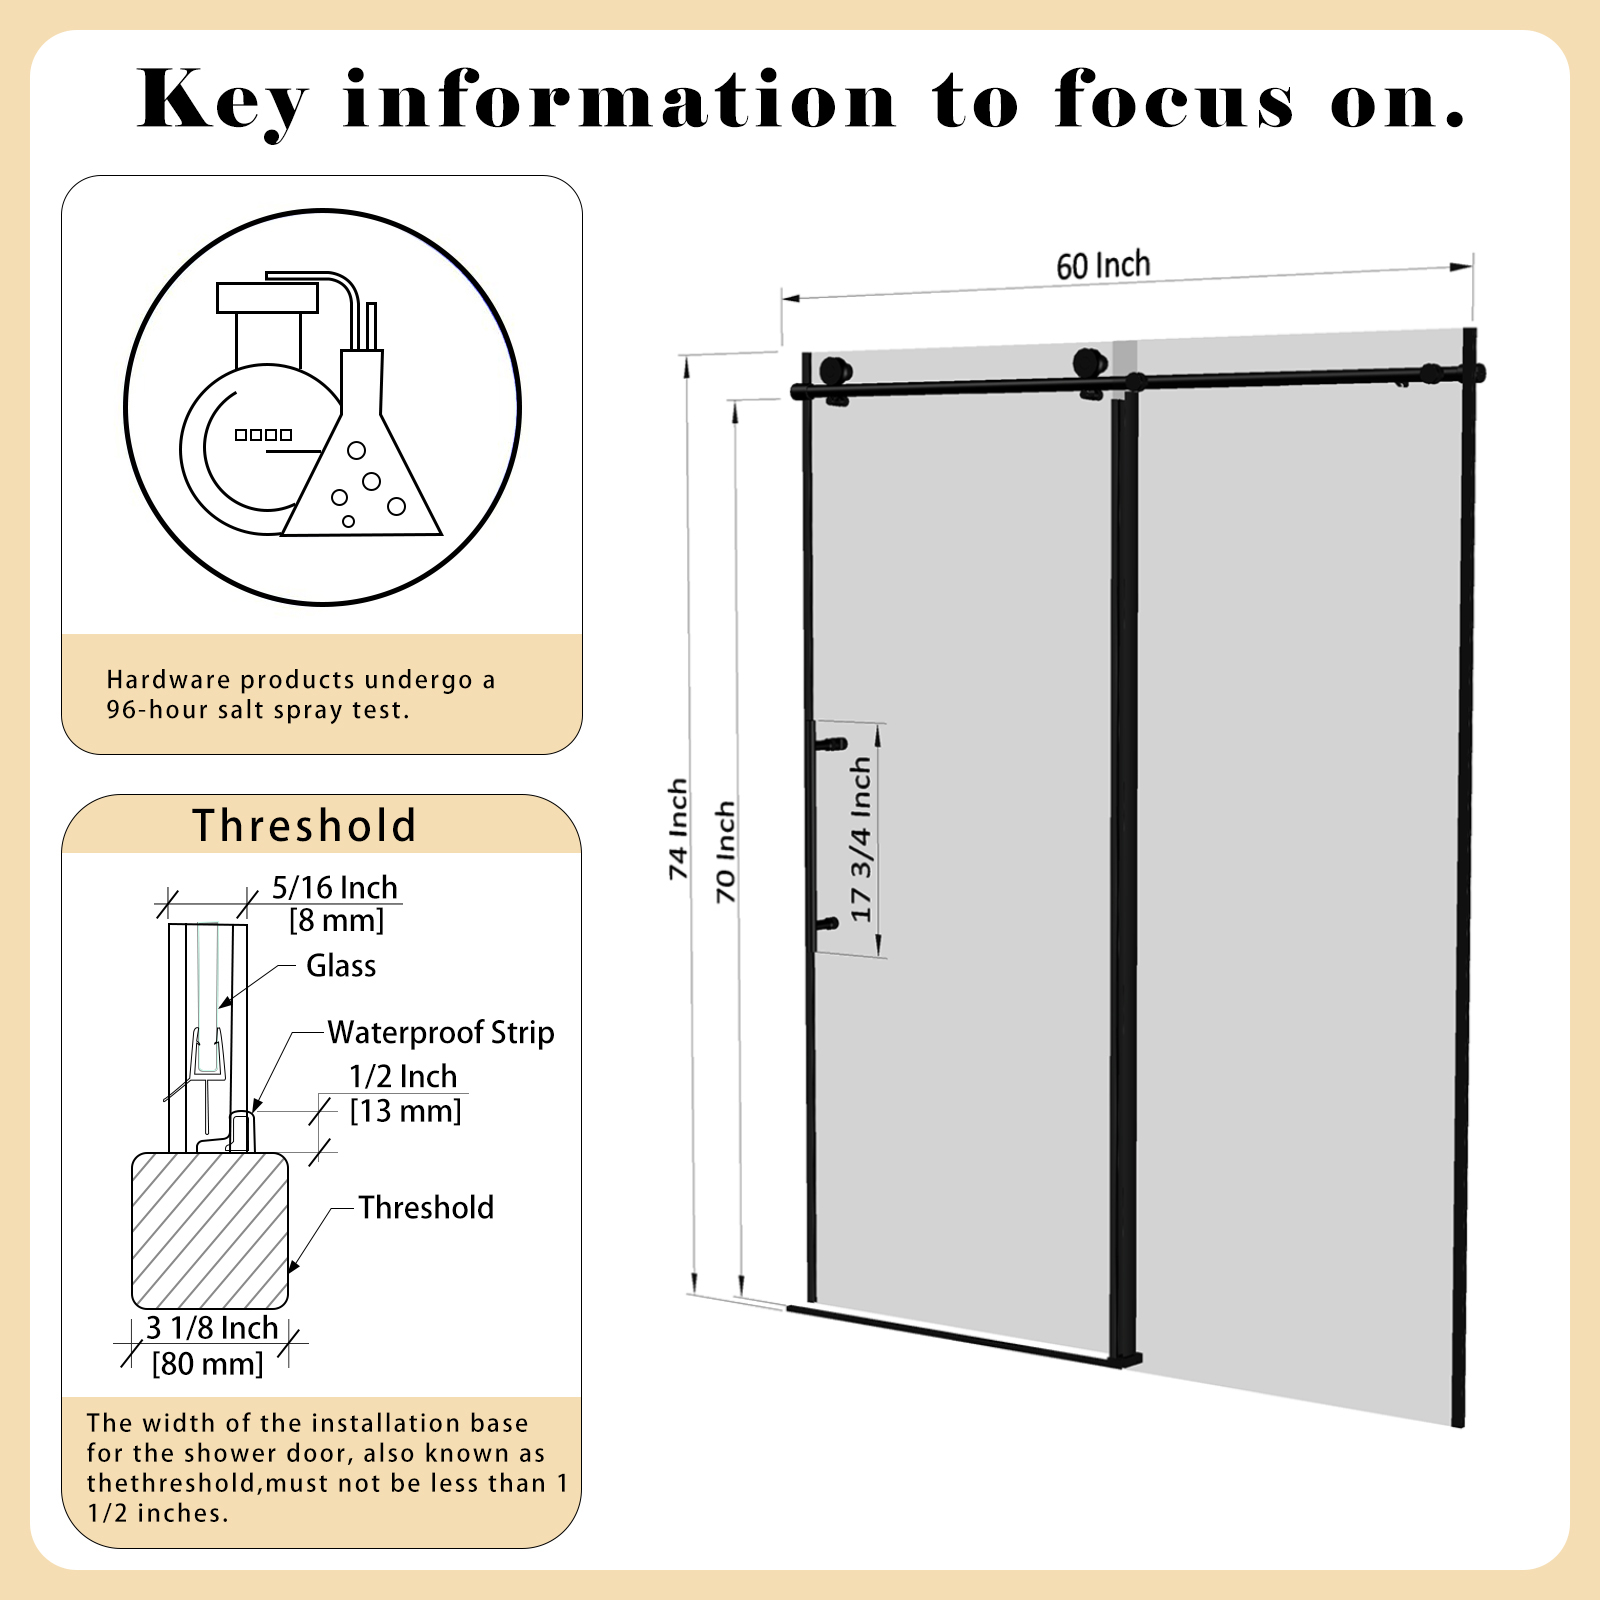 Key information to focus on.
Hardware products undergo a
96-hour salt spray test.
Threshold
5/16 Inch
[8 mm]
Glass
Waterproof Strip
1/2 Inch
[13 mm]
Threshold
3 1/8 Inch
[80 mm]
The width of the installation base
for the shower door, also known as
thethreshold,must not be less than 1
1/2 inches.
60 Inch
74 Inch
70 Inch
17 3/4 Inch